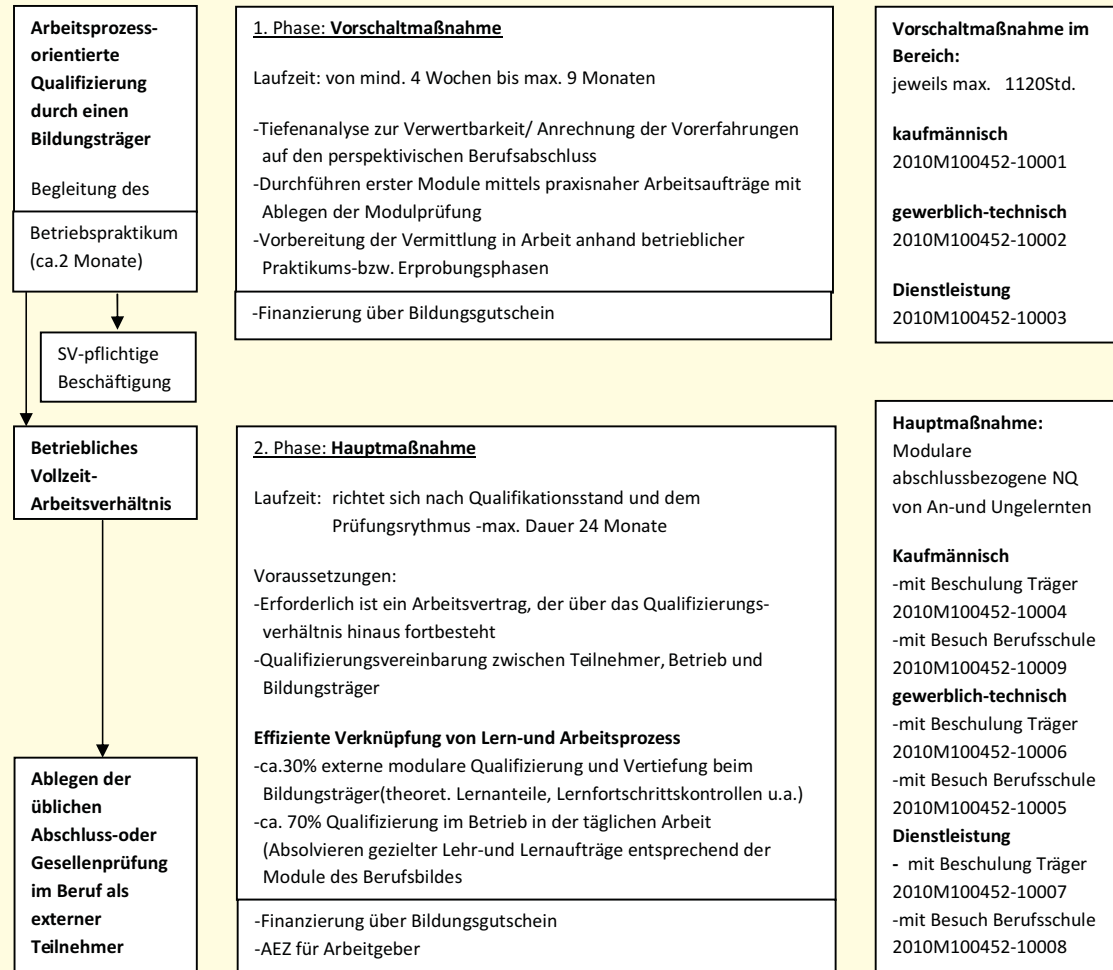 Arbeitsprozess-
orientierte
Qualifizierung
durch einen
Bildungsträger
Begleitung des
Betriebspraktikum
(ca.2 Monate)
SV-pflichtige
Beschäftigung
Betriebliches
Vollzeit-
Arbeitsverhältnis
Ablegen der
üblichen
Abschluss-oder
Gesellenprüfung
im Beruf als
externer
Teilnehmer
1. Phase: Vorschaltmaßnahme
Laufzeit: von mind. 4 Wochen bis max. 9 Monaten
-Tiefenanalyse zur Verwertbarkeit/ Anrechnung der Vorerfahrungen
auf den perspektivischen Berufsabschluss
-Durchführen erster Module mittels praxisnaher Arbeitsaufträge mit
Ablegen der Modulprüfung
-Vorbereitung der Vermittlung in Arbeit anhand betrieblicher
Praktikums-bzw. Erprobungsphasen
-Finanzierung über Bildungsgutschein
2. Phase: Hauptmaßnahme
Laufzeit: richtet sich nach Qualifikationsstand und dem
Prüfungsrythmus -max. Dauer 24 Monate
Voraussetzungen:
-Erforderlich ist ein Arbeitsvertrag, der über das Qualifizierungs-
verhältnis hinaus fortbesteht
-Qualifizierungsvereinbarung zwischen Teilnehmer, Betrieb und
Bildungsträger
Effiziente Verknüpfung von Lern-und Arbeitsprozess
-ca.30% externe modulare Qualifizierung und Vertiefung beim
Bildungsträger(theoret. Lernanteile, Lernfortschrittskontrollen u.a.)
-ca. 70% Qualifizierung im Betrieb in der täglichen Arbeit
(Absolvieren gezielter Lehr-und Lernaufträge entsprechend der
Module des Berufsbildes
-Finanzierung über Bildungsgutschein
-AEZ für Arbeitgeber
Vorschaltmaßnahme im
Bereich:
jeweils max. 1120Std.
kaufmännisch
2010M100452-10001
gewerblich-technisch
2010M100452-10002
Dienstleistung
2010M100452-10003
Hauptmaßnahme:
Modulare
abschlussbezogene NQ
von An-und Ungelernten
Kaufmännisch
-mit Beschulung Träger
2010M100452-10004
-mit Besuch Berufsschule
2010M100452-10009
gewerblich-technisch
-mit Beschulung Träger
2010M100452-10006
-mit Besuch Berufsschule
2010M100452-10005
Dienstleistung
- mit Beschulung Träger
2010M100452-10007
-mit Besuch Berufsschule
2010M100452-10008